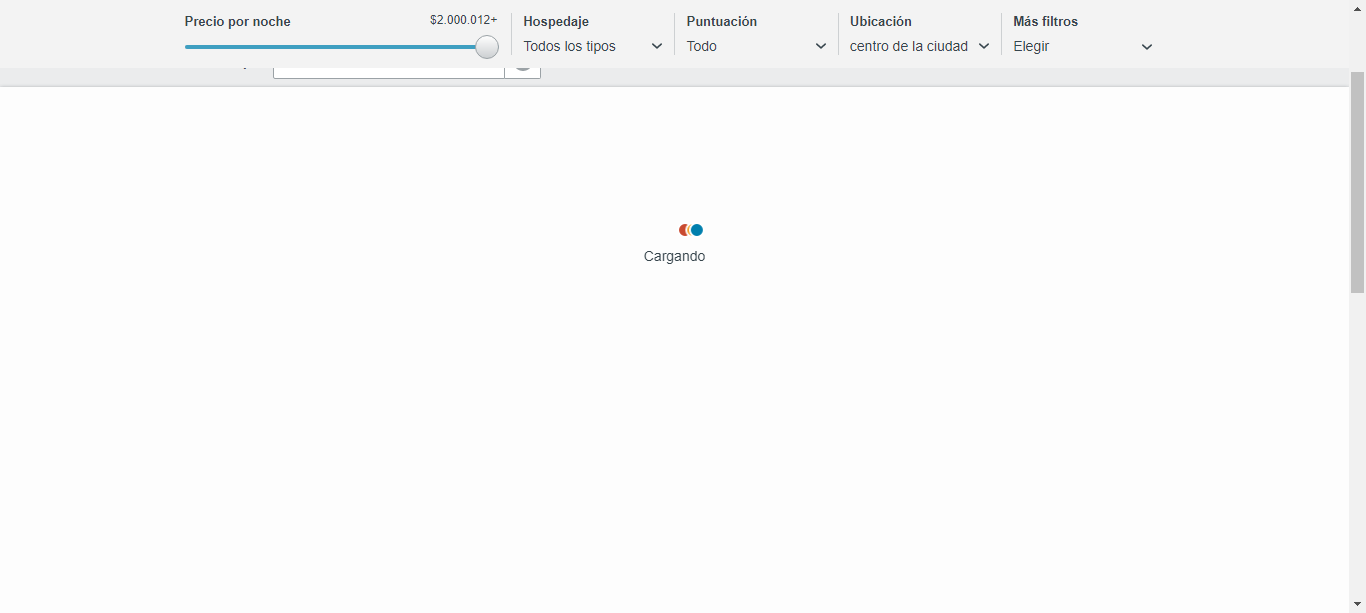 Precio por noche $2.000.012+
Hospedaje
Todos los tipos
Puntuación
Todo
Ubicación
centro de la ciudad
Más filtros
Elegir
Cargando